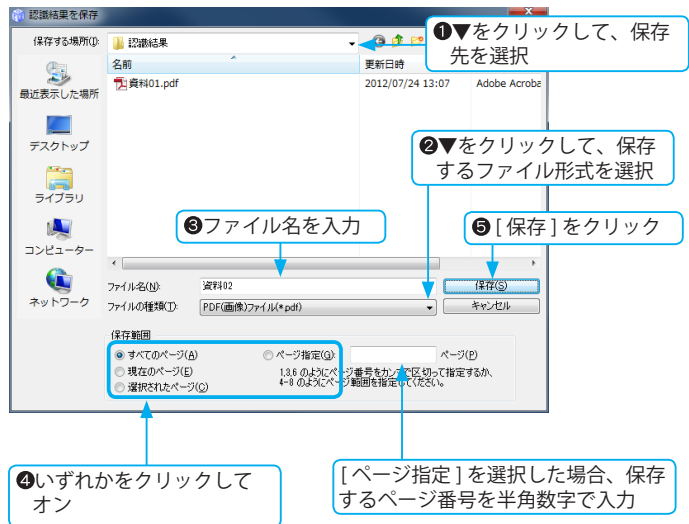 認識結果を保存
❶▼をクリックして、保存
先を選択
保存する場所(I):
認識結果
名前
更新日時
資料01.pdf
2012/07/24 13:07
Adobe Acroba
最近表示した場所
デスクトップ
ライブラリ
コンピューター
ネットワーク
❷▼をクリックして、保存
するファイル形式を選択
❸ファイル名を入力
❺[保存]をクリック
ファイル名(N):
資料02
保存(S)
ファイルの種類(T):
PDF(画像)ファイル(*.pdf)
キャンセル
保存範囲
すべてのページ(A)
ページ指定(G):
ページ(P)
現在のページ(E)
1,3,6 のようにページ番号をカンマで区切って指定するか、
選択されたページ(C)
4-8 のようにページ範囲を指定してください。
❹いずれかをクリックして
オン
[ページ指定]を選択した場合、保存
するページ番号を半角数字で入力